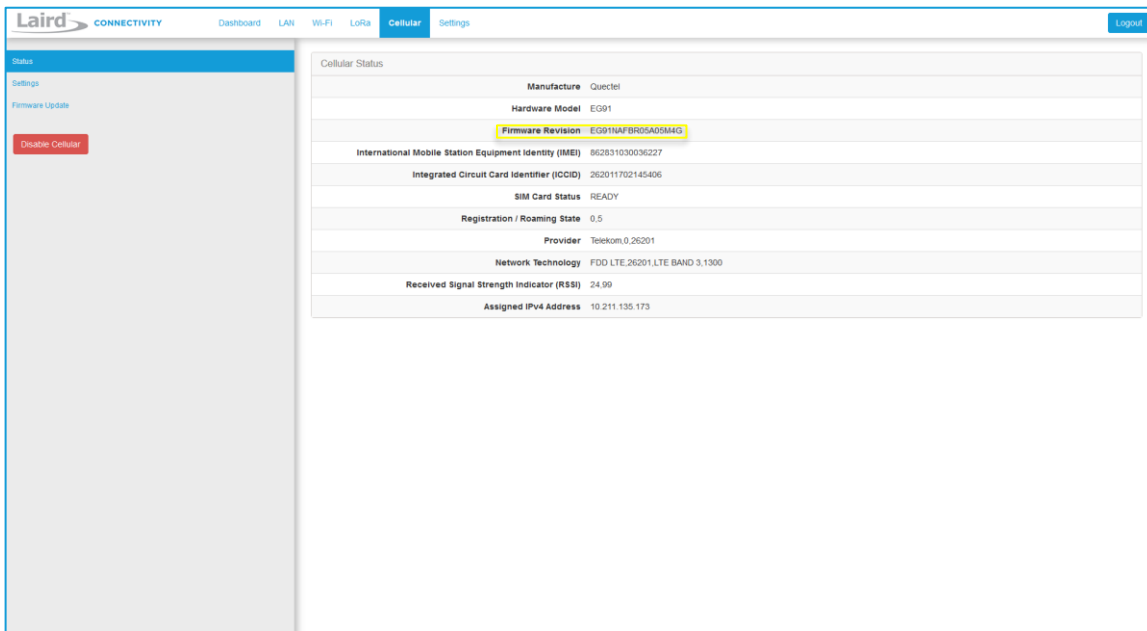 Laird CONNECTIVITY Dashboard LAN Wi-Fi LoRa Cellular Settings Logout
Status
Settings
Firmware Update
Disable Cellular
Cellular Status
Manufacture Quectel
Hardware Model EG91
Firmware Revision EG91NAFBR05A05M4G
International Mobile Station Equipment Identity (IMEI) 862831030036227
Integrated Circuit Card Identifier (ICCID) 262011702145406
SIM Card Status READY
Registration / Roaming State 0,5
Provider Telekom,0,26201
Network Technology FDD LTE,26201,LTE BAND 3,1300
Received Signal Strength Indicator (RSSI) 24,99
Assigned IPv4 Address 10.211.135.173